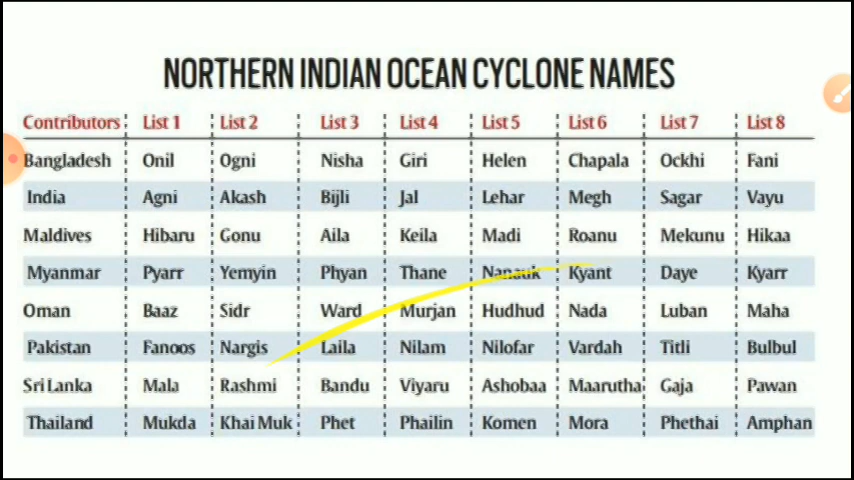 NORTHERN INDIAN OCEAN CYCLONE NAMES
Contributors List 1 List 2 List 3 List 4 List 5 List 6 List 7 List 8
Bangladesh Onil Ogni Nisha Giri Helen Chapala Ockhi Fani
India Agni Akash Bijli Jal Lehar Megh Sagar Vayu
Maldives Hibaru Gonu Aila Keila Madi Roanu Mekunu Hikaa
Myanmar Pyarr Yemyin Phyan Thane Nanauk Kyant Daye Kyarr
Oman Baaz Sidr Ward Murjan Hudhud Nada Luban Maha
Pakistan Fanoos Nargis Laila Nilam Nilofar Vardah Titli Bulbul
Sri Lanka Mala Rashmi Bandu Viyaru Ashobaa Maarutha Gaja Pawan
Thailand Mukda Khai Muk Phet Phailin Komen Mora Phethai Amphan